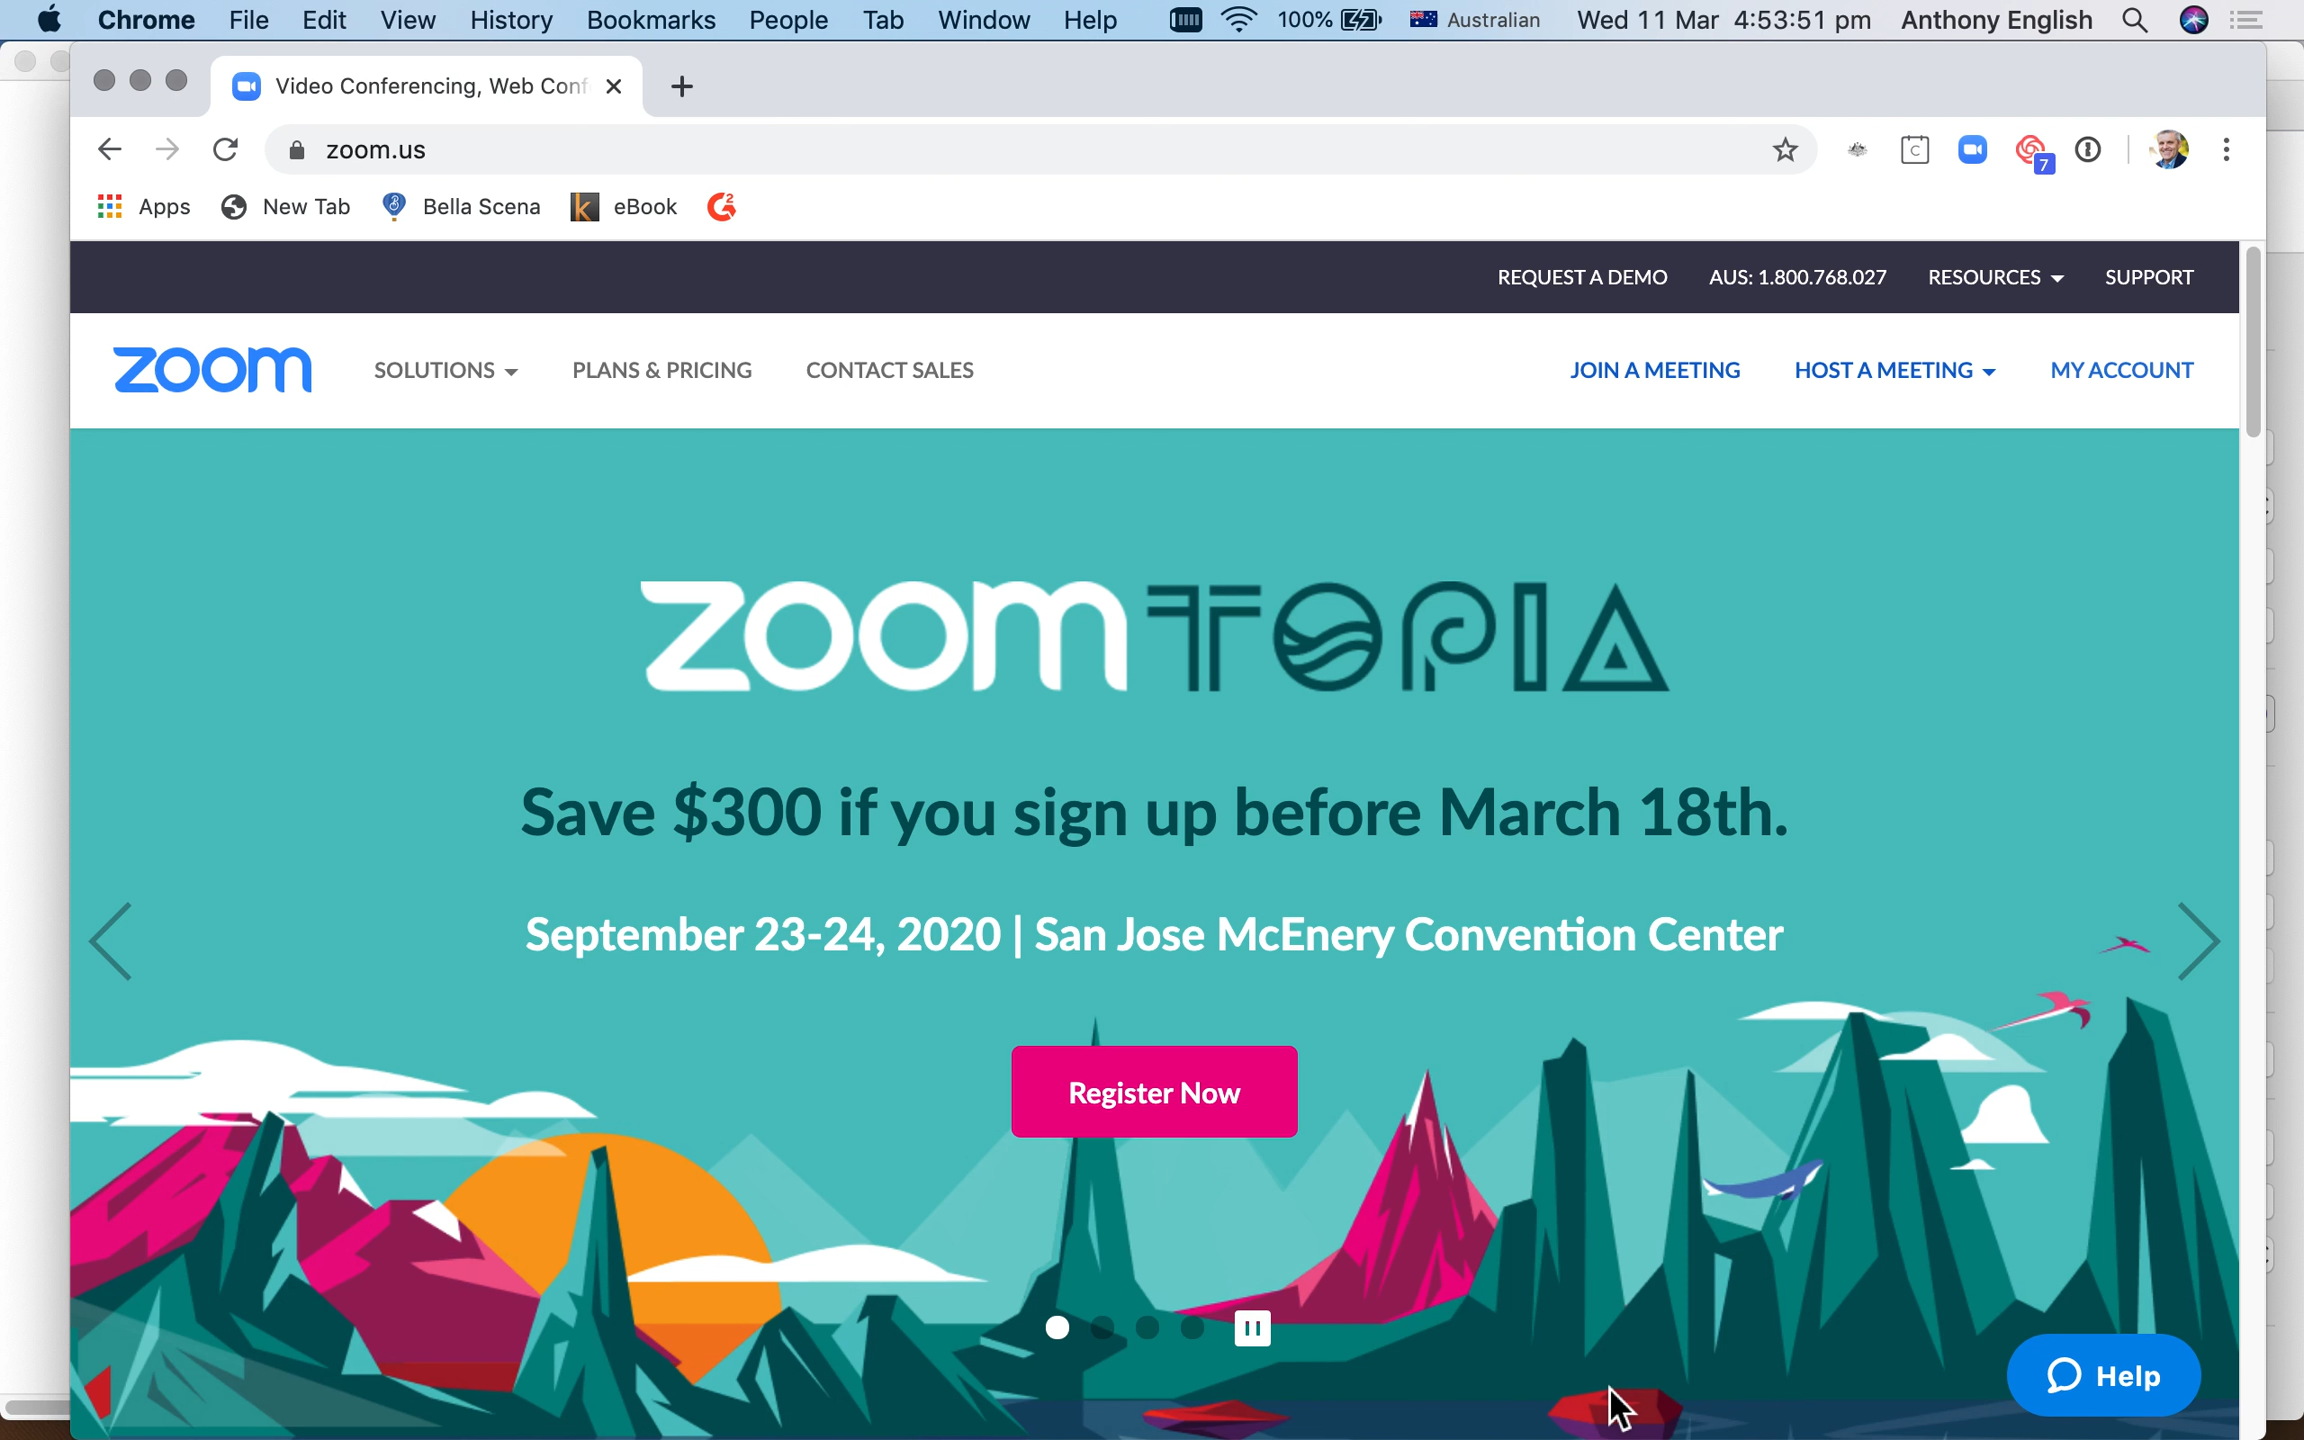 Chrome File Edit View History Bookmarks People Tab Window Help 100% Australian Wed 11 Mar 4:53:51 pm Anthony English
Video Conferencing, Web Conf
zoom.us
7
Apps New Tab Bella Scena eBook
REQUEST A DEMO AUS: 1.800.768.027 RESOURCES SUPPORT
zoom SOLUTIONS PLANS & PRICING CONTACT SALES JOIN A MEETING HOST A MEETING MY ACCOUNT
zoomTOPIA
Save $300 if you sign up before March 18th.
September 23-24, 2020 | San Jose McEnery Convention Center
Register Now
Help